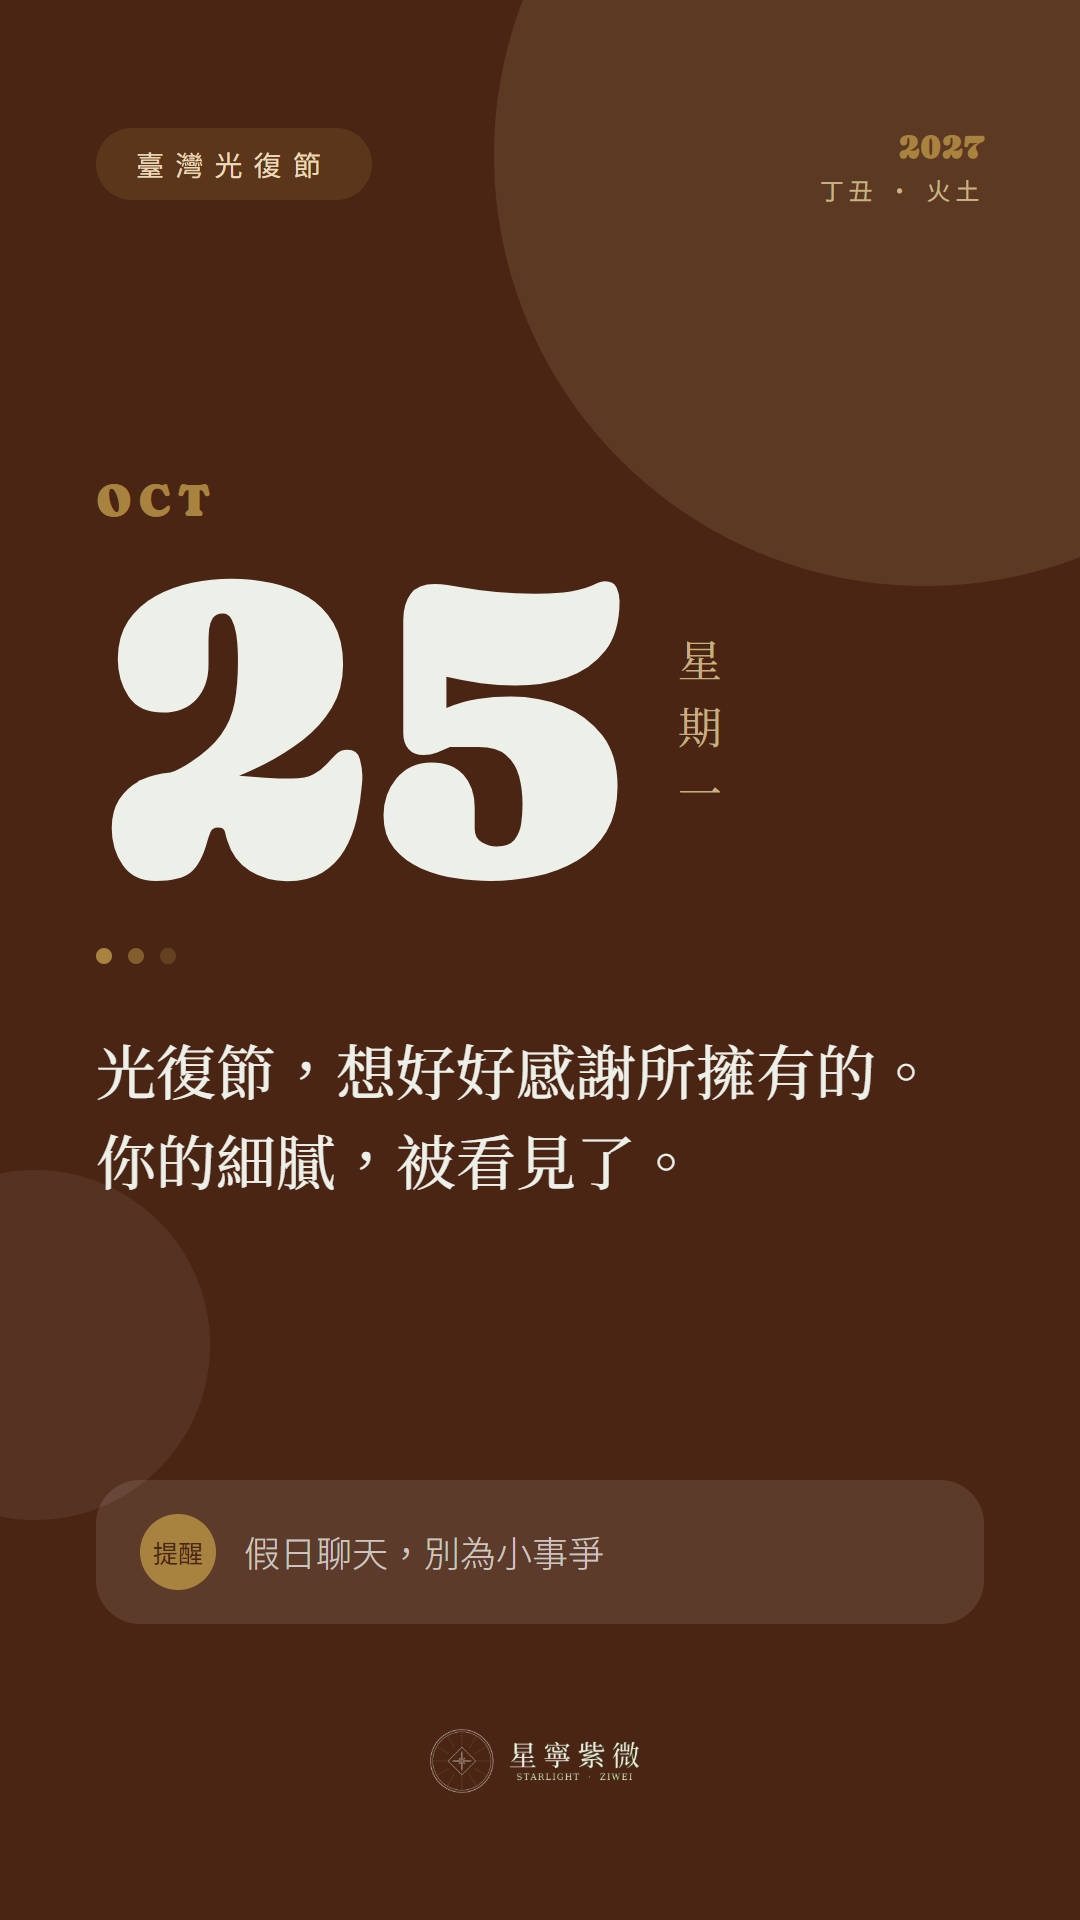 臺灣光復節
2027
丁丑 · 火土
OCT
25
星期一
光復節，想好好感謝所擁有的。
你的細膩，被看見了。
提醒
假日聊天，別為小事爭
星寧紫微
STARLIGHT · ZIWEI